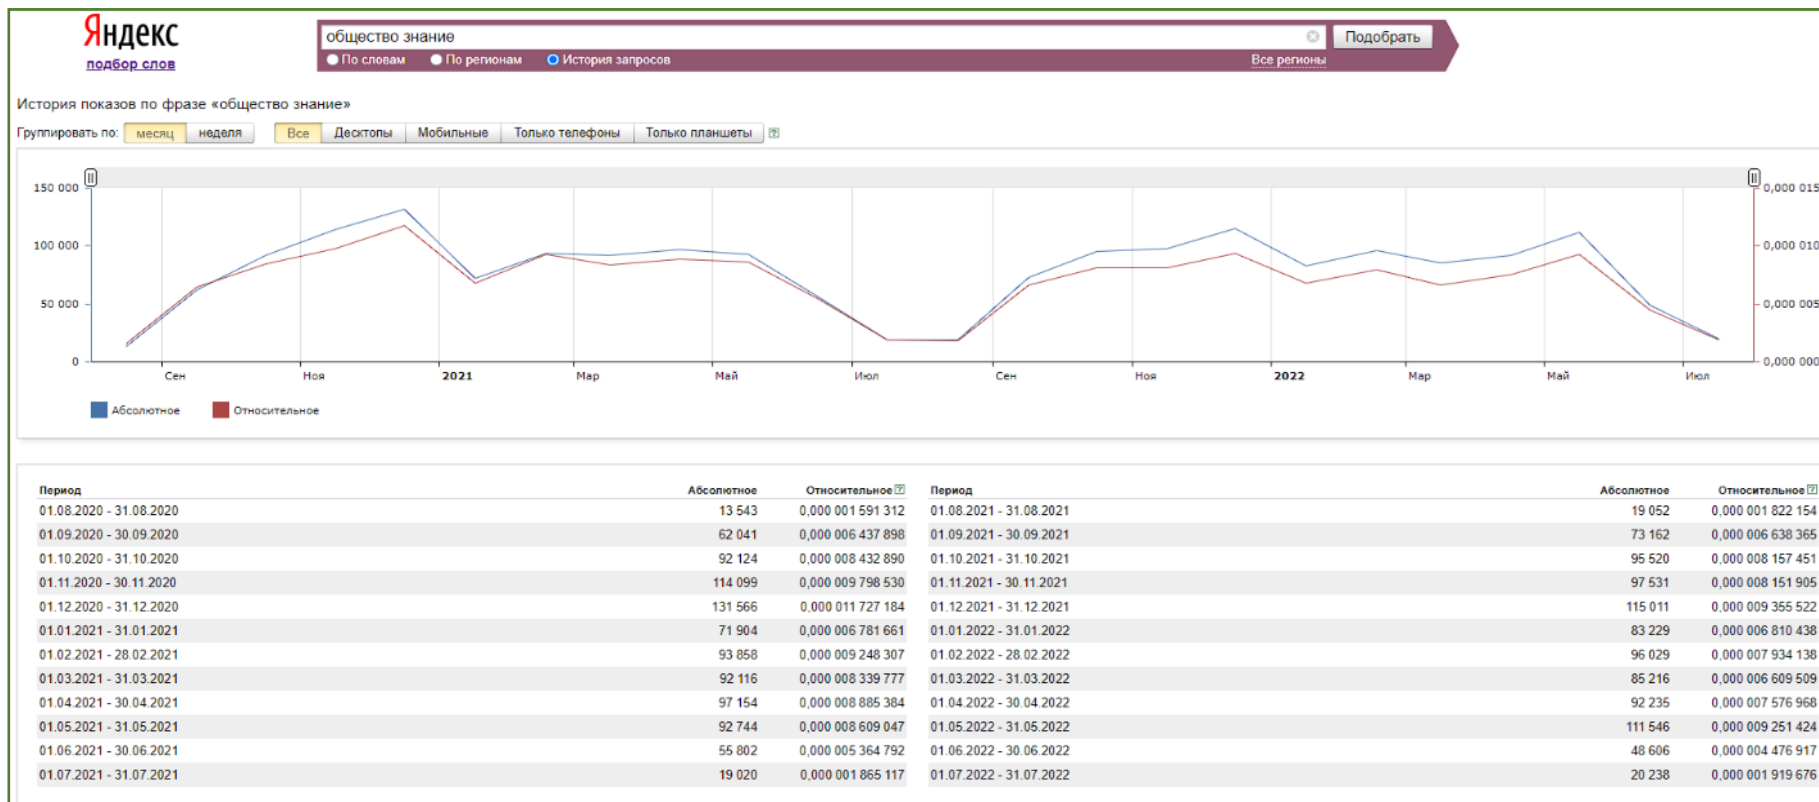 Яндекс
подбор слов
общество знание
Подобрать
По словам По регионам История запросов Все регионы
История показов по фразе «общество знание»
Группировать по: месяц неделя Все Десктопы Мобильные Только телефоны Только планшеты ?
150 000 0,000 015
100 000 0,000 010
50 000 0,000 005
0 0,000 000
Сен Ноя 2021 Мар Май Июл Сен Ноя 2022 Мар Май Июл
Абсолютное Относительное
Период Абсолютное Относительное ? Период Абсолютное Относительное ?
01.08.2020 - 31.08.2020 13 543 0,000 001 591 312 01.08.2021 - 31.08.2021 19 052 0,000 001 822 154
01.09.2020 - 30.09.2020 62 041 0,000 006 437 898 01.09.2021 - 30.09.2021 73 162 0,000 006 638 365
01.10.2020 - 31.10.2020 92 124 0,000 008 432 890 01.10.2021 - 31.10.2021 95 520 0,000 008 157 451
01.11.2020 - 30.11.2020 114 099 0,000 009 798 530 01.11.2021 - 30.11.2021 97 531 0,000 008 151 905
01.12.2020 - 31.12.2020 131 566 0,000 011 727 184 01.12.2021 - 31.12.2021 115 011 0,000 009 355 522
01.01.2021 - 31.01.2021 71 904 0,000 006 781 661 01.01.2022 - 31.01.2022 83 229 0,000 006 810 438
01.02.2021 - 28.02.2021 93 858 0,000 009 248 307 01.02.2022 - 28.02.2022 96 029 0,000 007 934 138
01.03.2021 - 31.03.2021 92 116 0,000 008 339 777 01.03.2022 - 31.03.2022 85 216 0,000 006 609 509
01.04.2021 - 30.04.2021 97 154 0,000 008 885 384 01.04.2022 - 30.04.2022 92 235 0,000 007 576 968
01.05.2021 - 31.05.2021 92 744 0,000 008 609 047 01.05.2022 - 31.05.2022 111 546 0,000 009 251 424
01.06.2021 - 30.06.2021 55 802 0,000 005 364 792 01.06.2022 - 30.06.2022 48 606 0,000 004 476 917
01.07.2021 - 31.07.2021 19 020 0,000 001 865 117 01.07.2022 - 31.07.2022 20 238 0,000 001 919 676